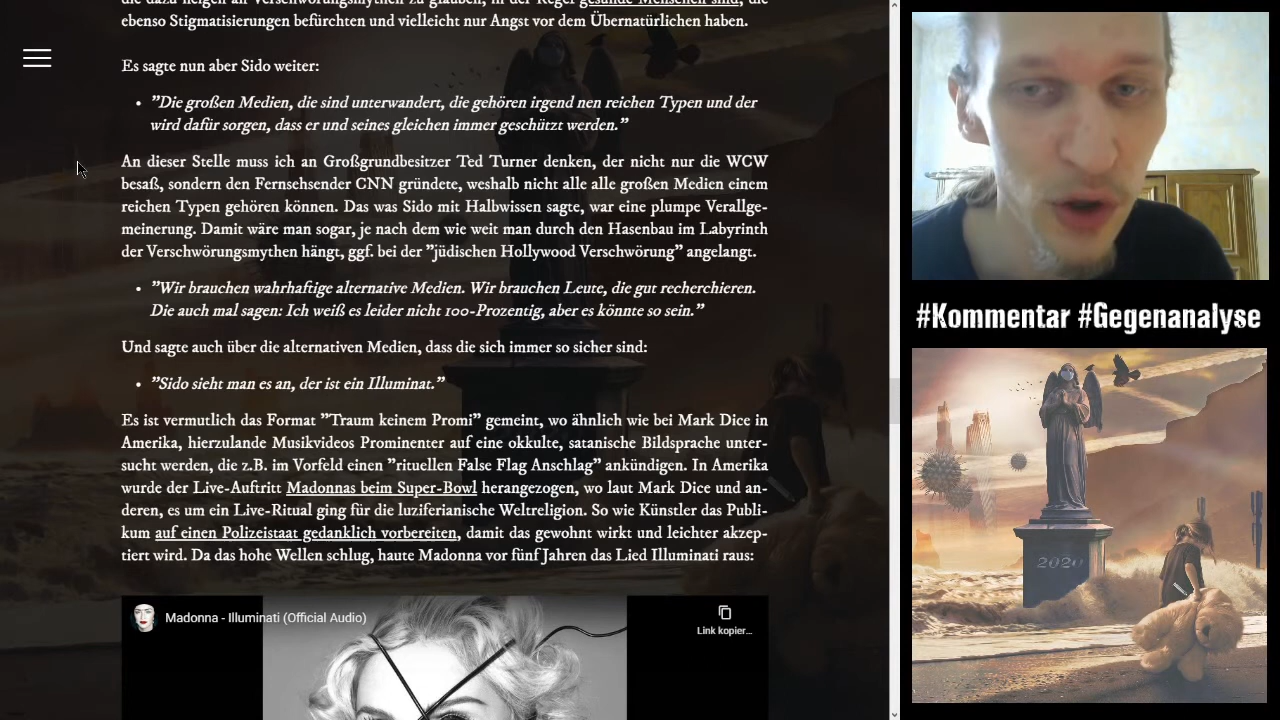 die dazu neigen an Verschwörungsmythen zu glauben, in der Regel gesunde Menschen sind, die
ebenso Stigmatisierungen befürchten und vielleicht nur Angst vor dem Übernatürlichen haben.
Es sagte nun aber Sido weiter:
• "Die großen Medien, die sind unterwandert, die gehören irgend nen reichen Typen und der
wird dafür sorgen, dass er und seines gleichen immer geschützt werden."
An dieser Stelle muss ich an Großgrundbesitzer Ted Turner denken, der nicht nur die WCW
besaß, sondern den Fernsehsender CNN gründete, weshalb nicht alle alle großen Medien einem
reichen Typen gehören können. Das was Sido mit Halbwissen sagte, war eine plumpe Verallge-
meinerung. Damit wäre man sogar, je nach dem wie weit man durch den Hasenbau im Labyrinth
der Verschwörungsmythen hängt, ggf. bei der "jüdischen Hollywood Verschwörung" angelangt.
• "Wir brauchen wahrhaftige alternative Medien. Wir brauchen Leute, die gut recherchieren.
Die auch mal sagen: Ich weiß es leider nicht 100-Prozentig, aber es könnte so sein."
Und sagte auch über die alternativen Medien, dass die sich immer so sicher sind:
• "Sido sieht man es an, der ist ein Illuminat."
Es ist vermutlich das Format "Traum keinem Promi" gemeint, wo ähnlich wie bei Mark Dice in
Amerika, hierzulande Musikvideos Prominenter auf eine okkulte, satanische Bildsprache unter-
sucht werden, die z.B. im Vorfeld einen "rituellen False Flag Anschlag" ankündigen. In Amerika
wurde der Live-Auftritt Madonnas beim Super-Bowl herangezogen, wo laut Mark Dice und an-
deren, es um ein Live-Ritual ging für die luziferianische Weltreligion. So wie Künstler das Publi-
kum auf einen Polizeistaat gedanklich vorbereiten, damit das gewohnt wirkt und leichter akzep-
tiert wird. Da das hohe Wellen schlug, haute Madonna vor fünf Jahren das Lied Illuminati raus:
Madonna - Illuminati (Official Audio)
Link kopier...
#Kommentar #Gegenanalyse
2020